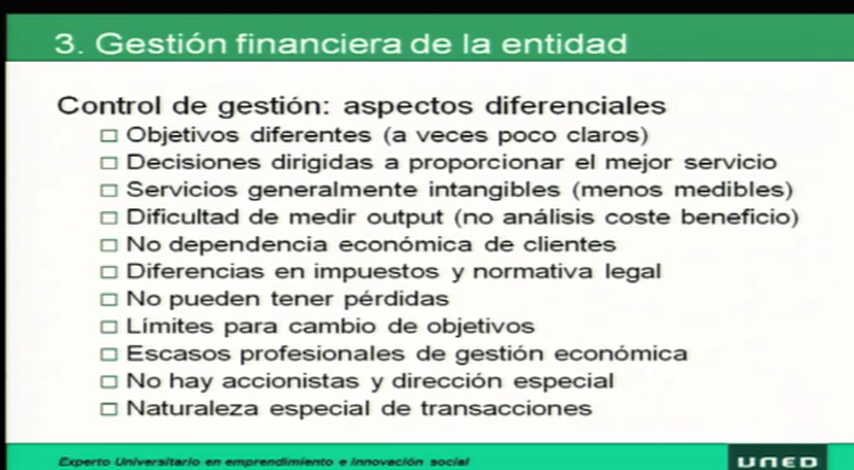 3. Gestión financiera de la entidad
Control de gestión: aspectos diferenciales
Objetivos diferentes (a veces poco claros)
Decisiones dirigidas a proporcionar el mejor servicio
Servicios generalmente intangibles (menos medibles)
Dificultad de medir output (no análisis coste beneficio)
No dependencia económica de clientes
Diferencias en impuestos y normativa legal
No pueden tener pérdidas
Límites para cambio de objetivos
Escasos profesionales de gestión económica
No hay accionistas y dirección especial
Naturaleza especial de transacciones
Experto Universitario en emprendimiento e innovación social
UNED